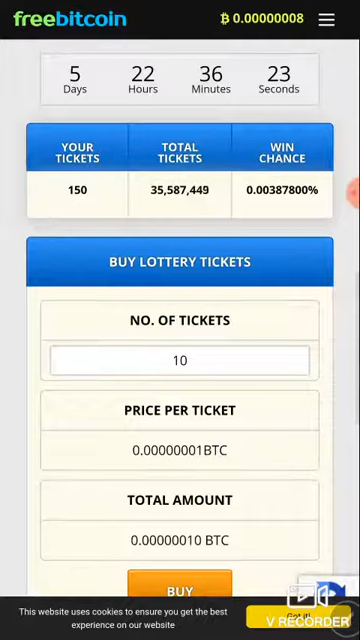 freebitcoin ₿ 0.00000008
5 22 36 23
Days Hours Minutes Seconds
YOUR TICKETS TOTAL TICKETS WIN CHANCE
150 35,587,449 0.00387800%
BUY LOTTERY TICKETS
NO. OF TICKETS
10
PRICE PER TICKET
0.00000001BTC
TOTAL AMOUNT
0.00000010 BTC
BUY
This website uses cookies to ensure you get the best
experience on our website
Got it!
V RECORDER